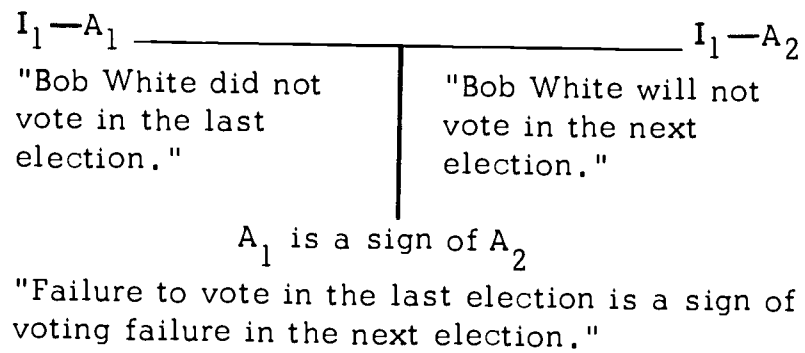 I₁—A₁ I₁—A₂
"Bob White did not
vote in the last
election."
"Bob White will not
vote in the next
election."
A₁ is a sign of A₂
"Failure to vote in the last election is a sign of
voting failure in the next election."